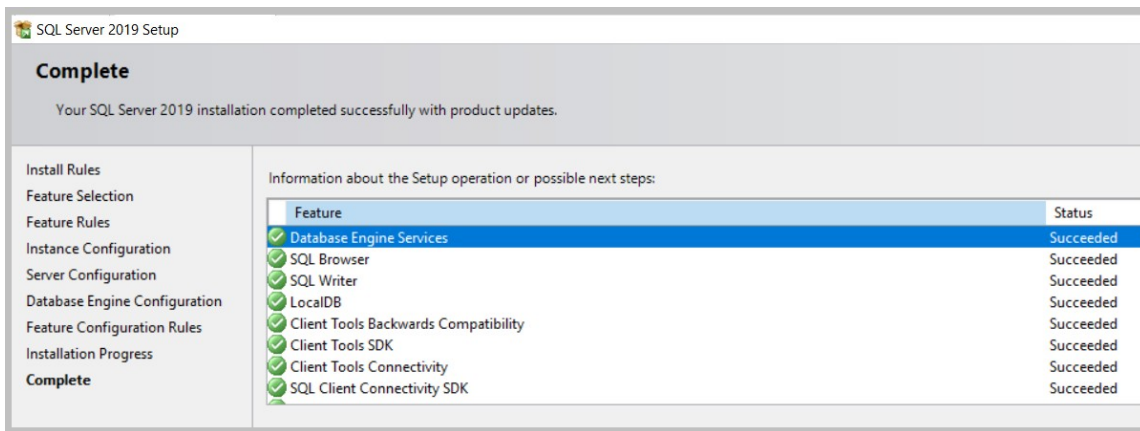 SQL Server 2019 Setup
Complete
Your SQL Server 2019 installation completed successfully with product updates.
Install Rules
Feature Selection
Feature Rules
Instance Configuration
Server Configuration
Database Engine Configuration
Feature Configuration Rules
Installation Progress
Complete
Information about the Setup operation or possible next steps:
Feature Status
Database Engine Services Succeeded
SQL Browser Succeeded
SQL Writer Succeeded
LocalDB Succeeded
Client Tools Backwards Compatibility Succeeded
Client Tools SDK Succeeded
Client Tools Connectivity Succeeded
SQL Client Connectivity SDK Succeeded